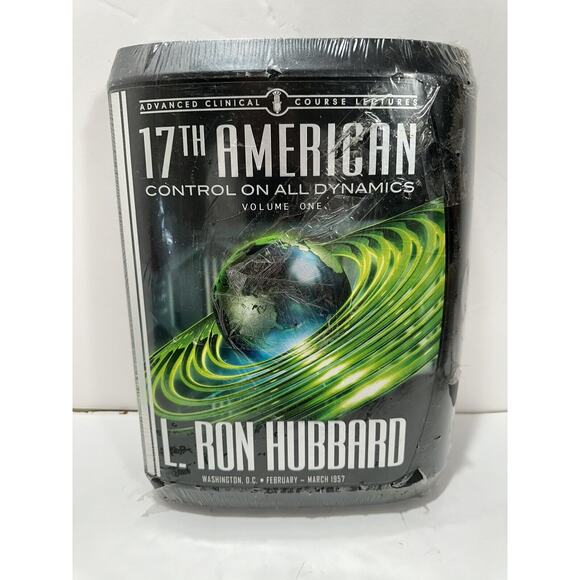 ADVANCED CLINICAL COURSE LECTURES
17TH AMERICAN
CONTROL ON ALL DYNAMICS
VOLUME ONE
L. RON HUBBARD
WASHINGTON, D.C. • FEBRUARY – MARCH 1957